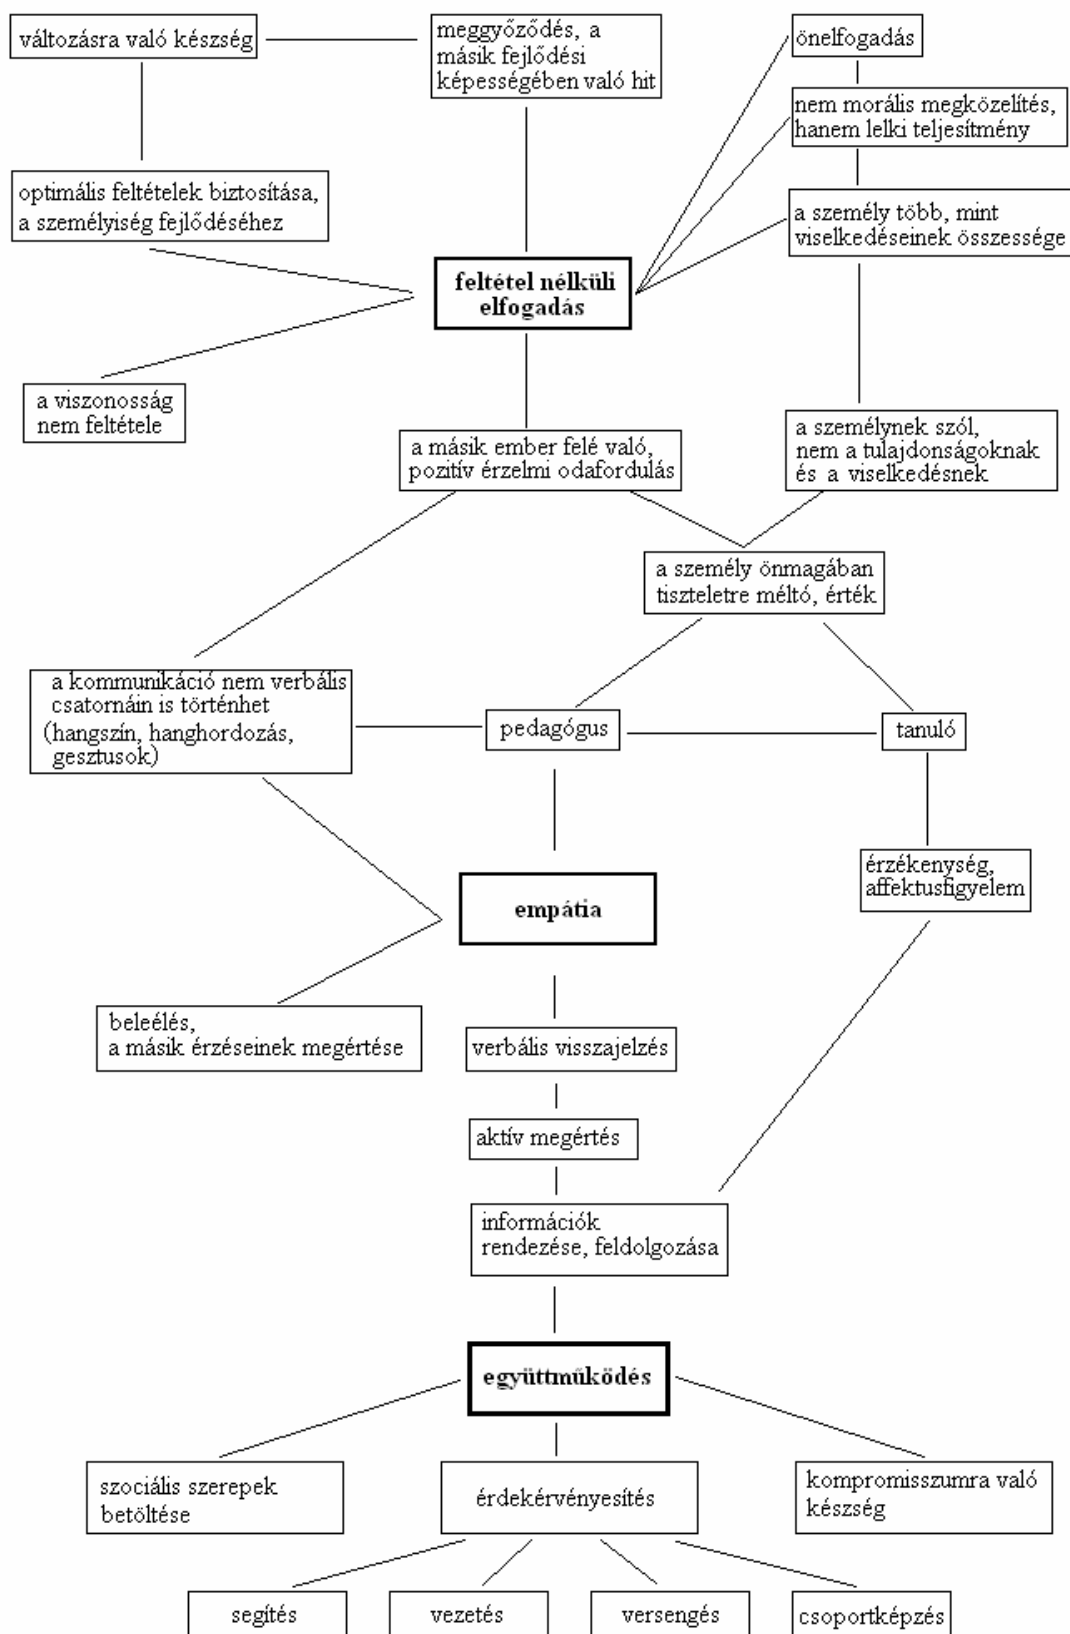 változásra való készség
meggyőződés, a
másik fejlődési
képességében való hit
önelfogadás
nem morális megközelítés,
hanem lelki teljesítmény
optimális feltételek biztosítása,
a személyiség fejlődéséhez
a személy több, mint
viselkedéseinek összessége
feltétel nélküli
elfogadás
a viszonosság
nem feltétele
a másik ember felé való,
pozitív érzelmi odafordulás
a személynek szól,
nem a tulajdonságoknak
és a viselkedésnek
a személy önmagában
tiszteletre méltó, érték
a kommunikáció nem verbális
csatornáin is történhet
(hangszín, hanghordozás,
gesztusok)
pedagógus
tanuló
érzékenység,
affektusfigyelem
empátia
beleélés,
a másik érzéseinek megértése
verbális visszajelzés
aktív megértés
információk
rendezése, feldolgozása
együttműködés
szociális szerepek
betöltése
érdekérvényesítés
kompromisszumra való
készség
segítés
vezetés
versengés
csoportképzés